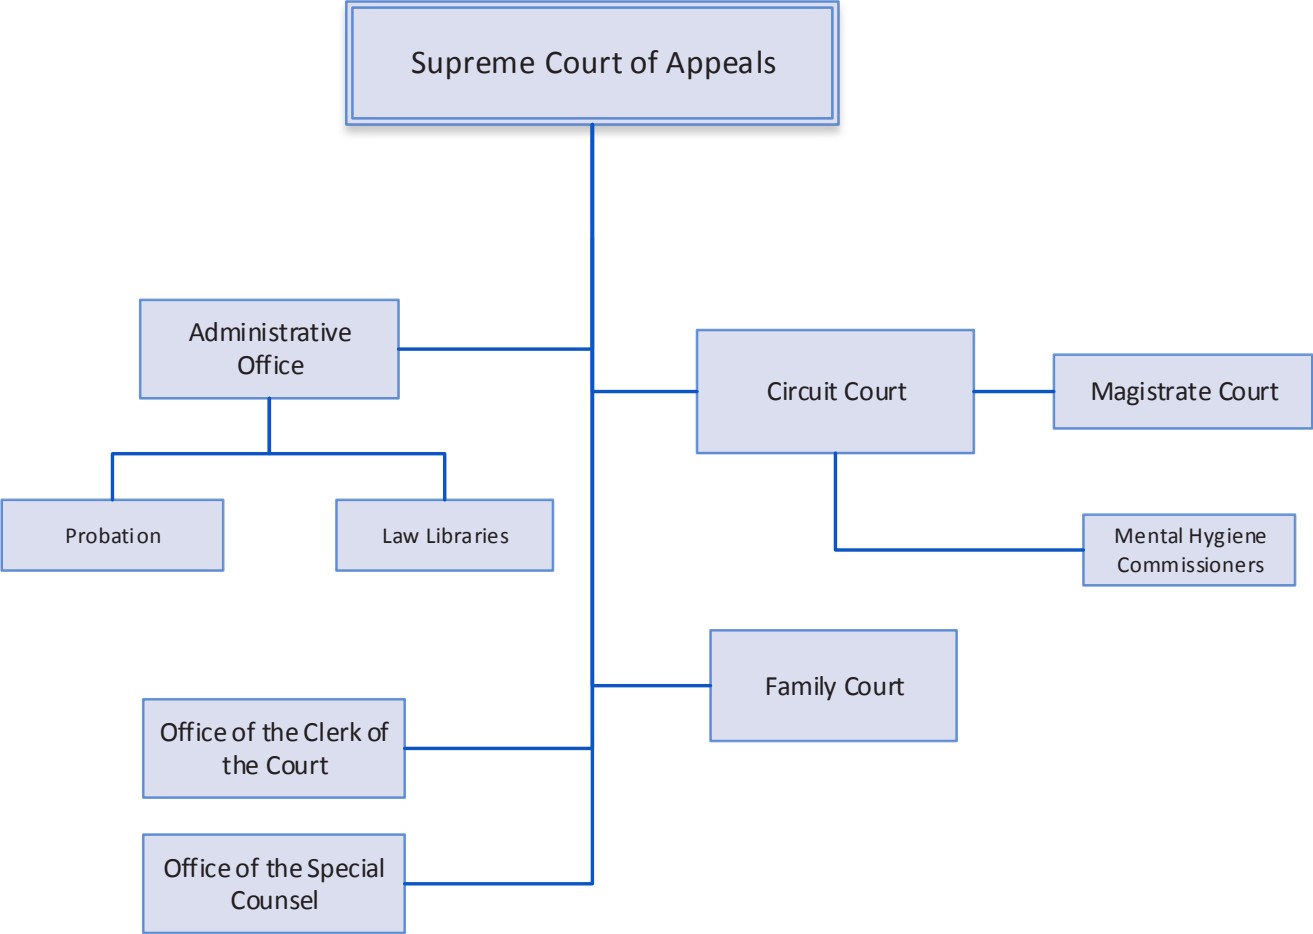 Supreme Court of Appeals
Administrative
Office
Circuit Court
Magistrate Court
Probation
Law Libraries
Mental Hygiene
Commissioners
Family Court
Office of the Clerk of
the Court
Office of the Special
Counsel